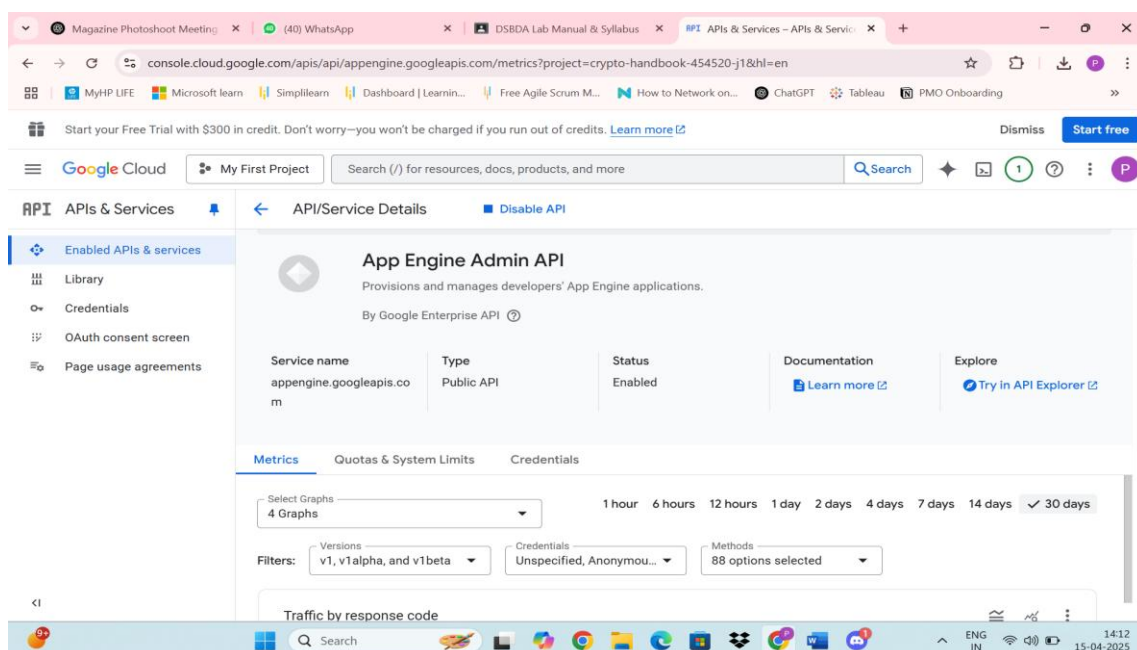 Magazine Photoshoot Meeting
(40) WhatsApp
DSBDA Lab Manual & Syllabus
API APIs & Services – APIs & Servic
console.cloud.google.com/apis/api/appengine.googleapis.com/metrics?project=crypto-handbook-454520-j1&hl=en
P
MyHP LIFE
Microsoft learn
Simplilearn
Dashboard | Learnin...
Free Agile Scrum M...
How to Network on...
ChatGPT
Tableau
PMO Onboarding
»
Start your Free Trial with $300 in credit. Don't worry—you won't be charged if you run out of credits. Learn more
Dismiss
Start free
Google Cloud
My First Project
Search (/) for resources, docs, products, and more
Search
1
P
API APIs & Services
API/Service Details
Disable API
Enabled APIs & services
Library
Credentials
OAuth consent screen
Page usage agreements
App Engine Admin API
Provisions and manages developers' App Engine applications.
By Google Enterprise API
Service name
appengine.googleapis.co
m
Type
Public API
Status
Enabled
Documentation
Learn more
Explore
Try in API Explorer
Metrics
Quotas & System Limits
Credentials
Select Graphs
4 Graphs
1 hour 6 hours 12 hours 1 day 2 days 4 days 7 days 14 days 30 days
Filters:
Versions
v1, v1alpha, and v1beta
Credentials
Unspecified, Anonymou...
Methods
88 options selected
Traffic by response code
9+
Search
ENG
IN
14:12
15-04-2025